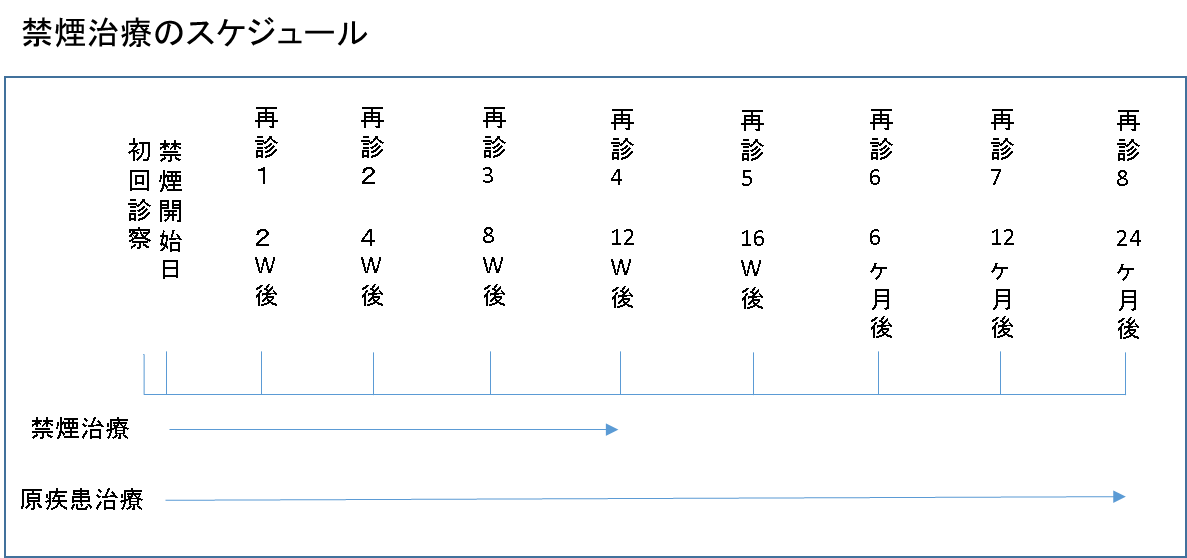 禁煙治療のスケジュール
初回診察
禁煙開始日
再診1 2W後
再診2 4W後
再診3 8W後
再診4 12W後
再診5 16W後
再診6 6ヶ月後
再診7 12ヶ月後
再診8 24ヶ月後
禁煙治療
原疾患治療